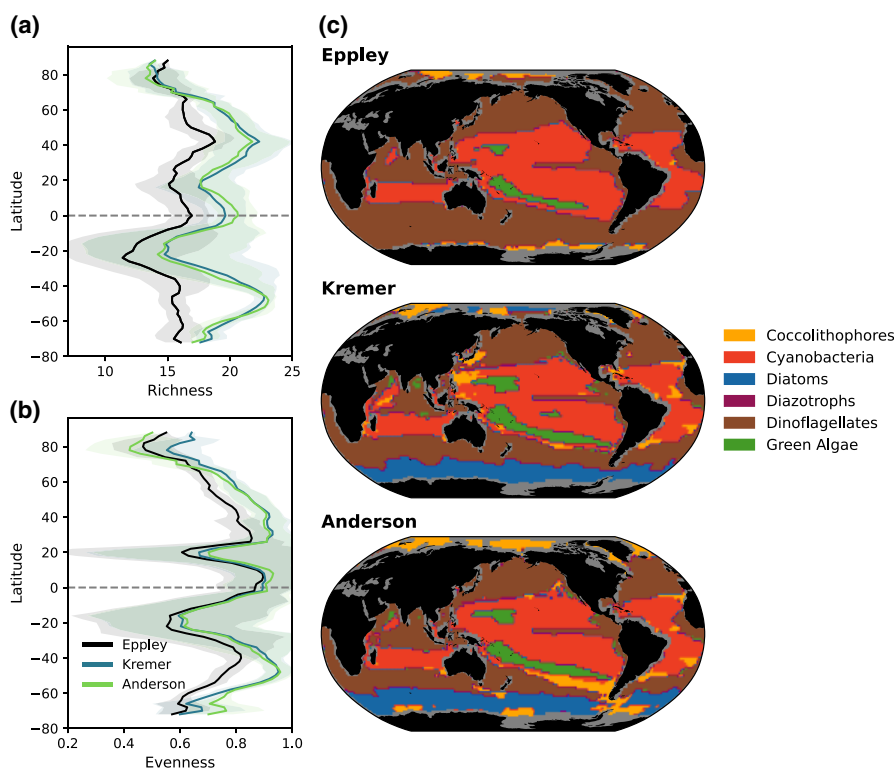 (a)
Latitude
80
60
40
20
0
−20
−40
−60
−80
10
15
20
25
Richness
(b)
Latitude
80
60
40
20
0
−20
−40
−60
−80
Eppley
Kremer
Anderson
0.2
0.4
0.6
0.8
1.0
Evenness
(c)
Eppley
Kremer
Anderson
Coccolithophores
Cyanobacteria
Diatoms
Diazotrophs
Dinoflagellates
Green Algae